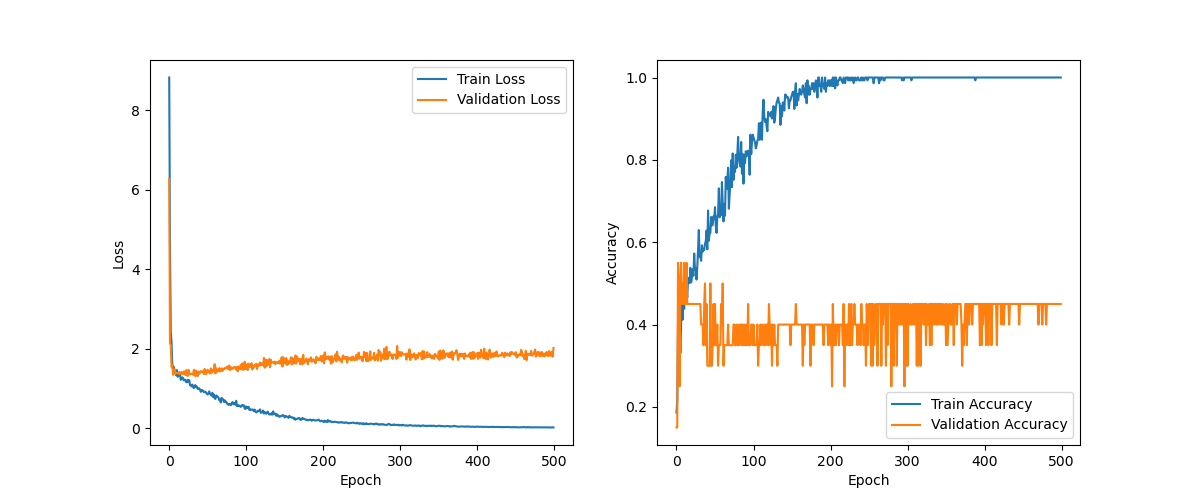 Train Loss
Validation Loss
8
6
4
2
0
Loss
0 100 200 300 400 500
Epoch
1.0
0.8
0.6
0.4
0.2
Accuracy
Train Accuracy
Validation Accuracy
0 100 200 300 400 500
Epoch